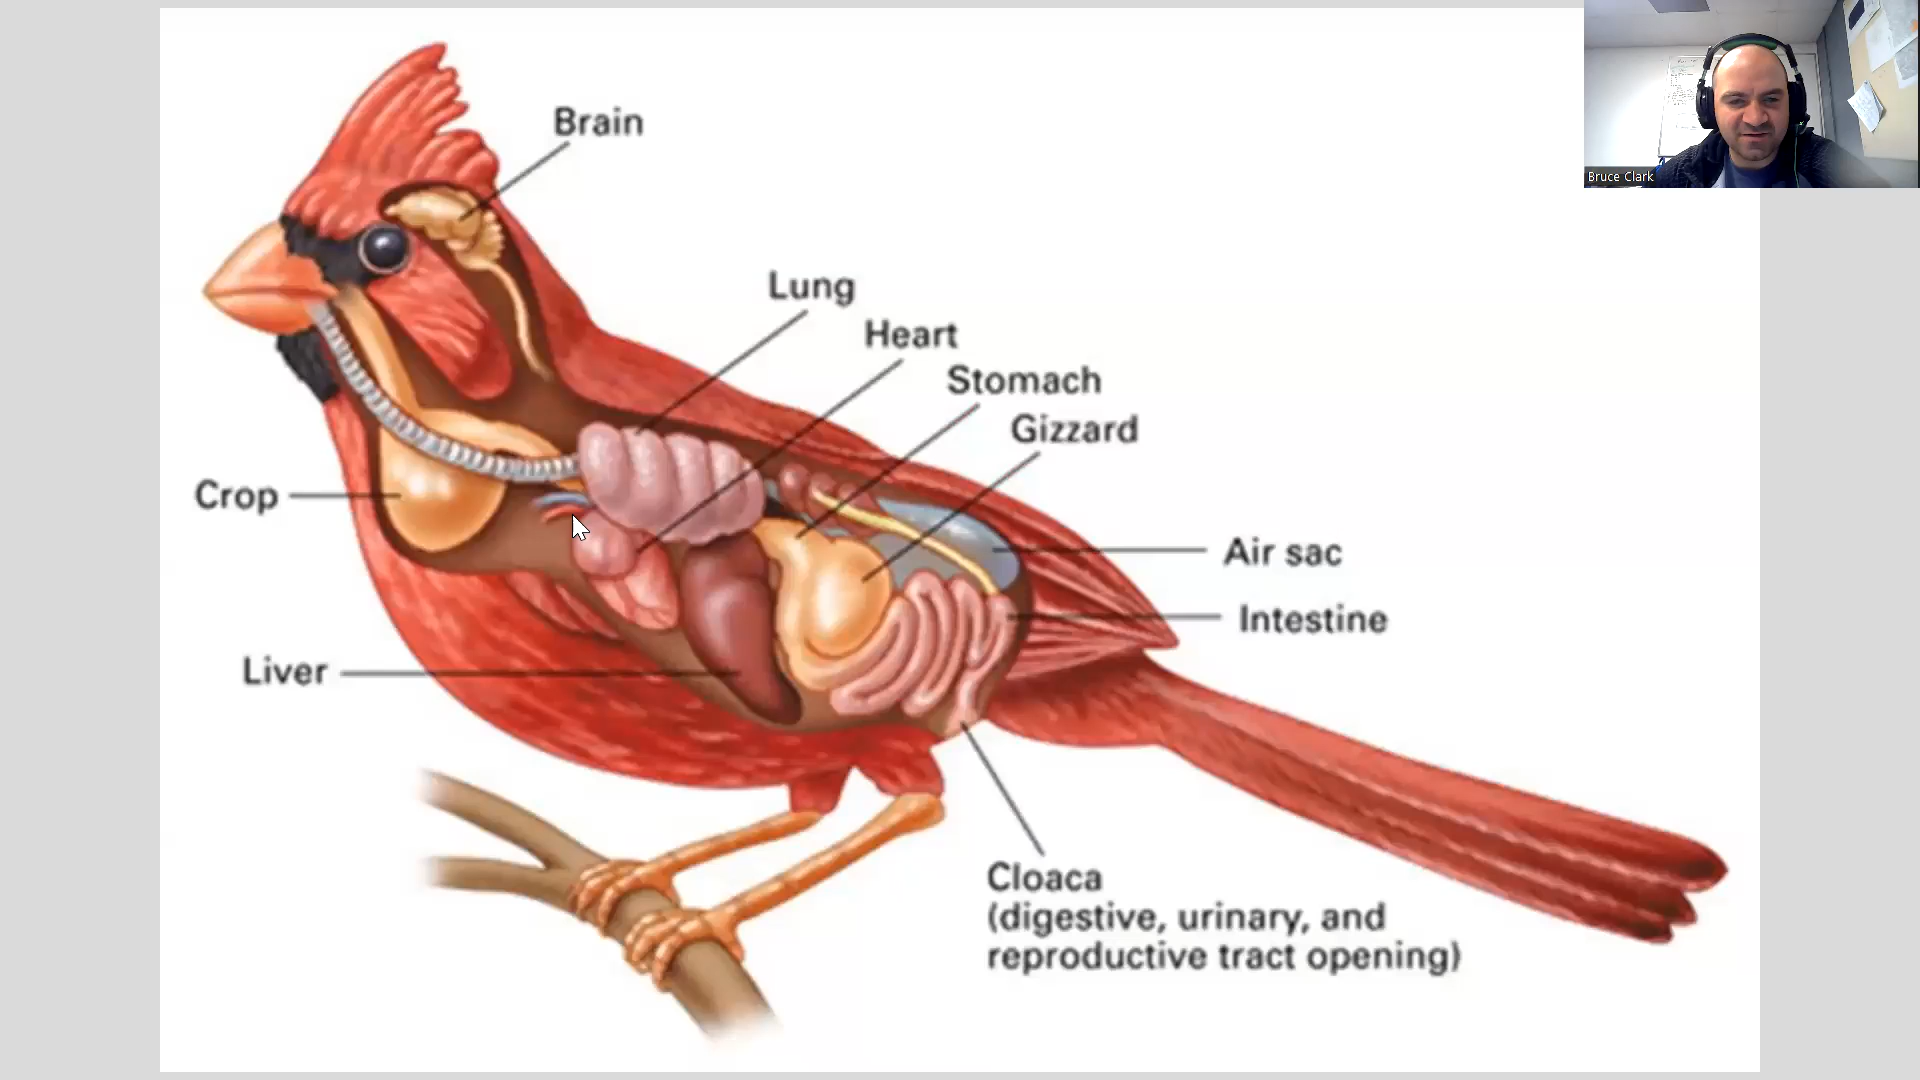 Brain
Bruce Clark
Lung
Heart
Stomach
Gizzard
Crop
Air sac
Intestine
Liver
Cloaca
(digestive, urinary, and
reproductive tract opening)